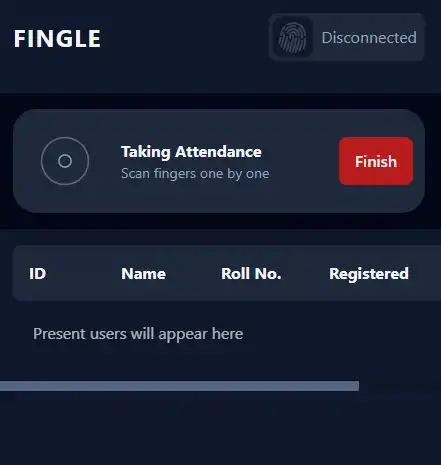 FINGLE
Disconnected
Taking Attendance
Scan fingers one by one
Finish
ID Name Roll No. Registered
Present users will appear here